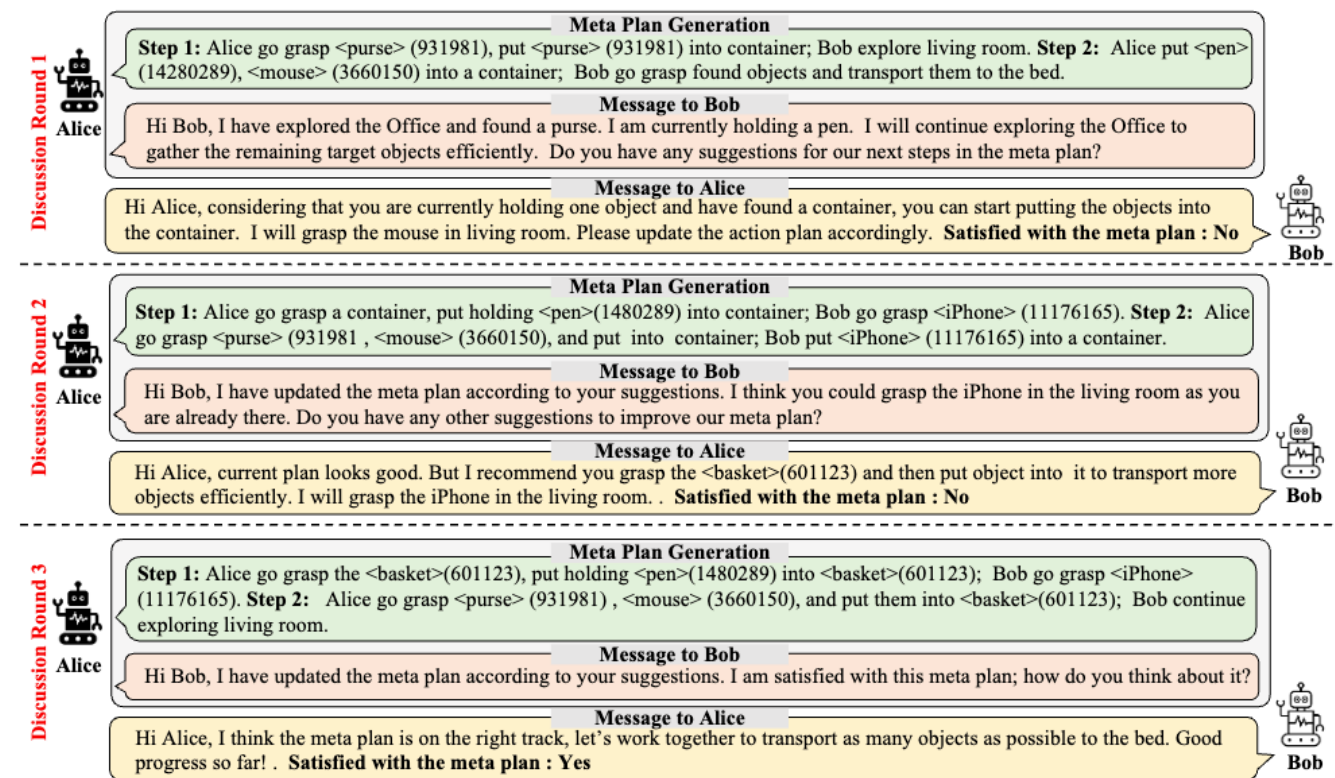 Discussion Round 1
Alice
Meta Plan Generation
Step 1: Alice go grasp <purse> (931981), put <purse> (931981) into container; Bob explore living room. Step 2: Alice put <pen>
(14280289), <mouse> (3660150) into a container; Bob go grasp found objects and transport them to the bed.
Message to Bob
Hi Bob, I have explored the Office and found a purse. I am currently holding a pen. I will continue exploring the Office to
gather the remaining target objects efficiently. Do you have any suggestions for our next steps in the meta plan?
Message to Alice
Hi Alice, considering that you are currently holding one object and have found a container, you can start putting the objects into
the container. I will grasp the mouse in living room. Please update the action plan accordingly. Satisfied with the meta plan : No
Bob
Discussion Round 2
Alice
Meta Plan Generation
Step 1: Alice go grasp a container, put holding <pen>(1480289) into container; Bob go grasp <iPhone> (11176165). Step 2: Alice
go grasp <purse> (931981 , <mouse> (3660150), and put into container; Bob put <iPhone> (11176165) into a container.
Message to Bob
Hi Bob, I have updated the meta plan according to your suggestions. I think you could grasp the iPhone in the living room as you
are already there. Do you have any other suggestions to improve our meta plan?
Message to Alice
Hi Alice, current plan looks good. But I recommend you grasp the <basket>(601123) and then put object into it to transport more
objects efficiently. I will grasp the iPhone in the living room. . Satisfied with the meta plan : No
Bob
Discussion Round 3
Alice
Meta Plan Generation
Step 1: Alice go grasp the <basket>(601123), put holding <pen>(1480289) into <basket>(601123); Bob go grasp <iPhone>
(11176165). Step 2: Alice go grasp <purse> (931981) , <mouse> (3660150), and put them into <basket>(601123); Bob continue
exploring living room.
Message to Bob
Hi Bob, I have updated the meta plan according to your suggestions. I am satisfied with this meta plan; how do you think about it?
Message to Alice
Hi Alice, I think the meta plan is on the right track, let's work together to transport as many objects as possible to the bed. Good
progress so far! . Satisfied with the meta plan : Yes
Bob